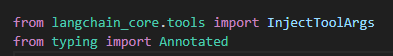 from langchain_core.tools import InjectToolArgs
from typing import Annotated